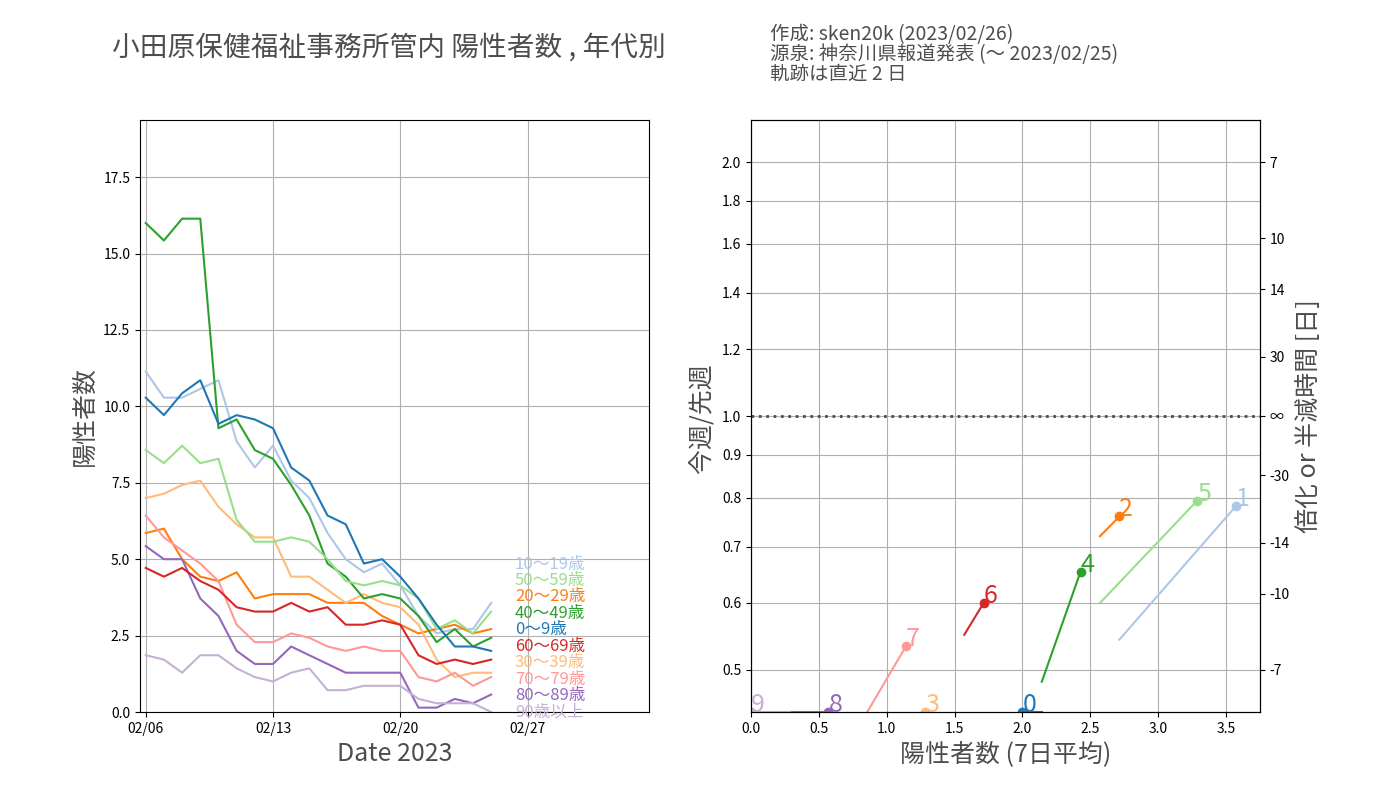 小田原保健福祉事務所管内 陽性者数 , 年代別
作成: sken20k (2023/02/26)
源泉: 神奈川県報道発表 (～ 2023/02/25)
軌跡は直近 2 日
陽性者数
17.5
15.0
12.5
10.0
7.5
5.0
2.5
0.0
02/06
02/13
02/20
02/27
Date 2023
10～19歳
50～59歳
20～29歳
40～49歳
0～9歳
60～69歳
30～39歳
70～79歳
80～89歳
90歳以上
今週/先週
2.0
1.8
1.6
1.4
1.2
1.0
0.9
0.8
0.7
0.6
0.5
9
8
7
6
3
0
4
2
5
1
0.0
0.5
1.0
1.5
2.0
2.5
3.0
3.5
陽性者数 (7日平均)
7
10
14
30
∞
-30
-14
-10
-7
倍化 or 半減時間 [日]